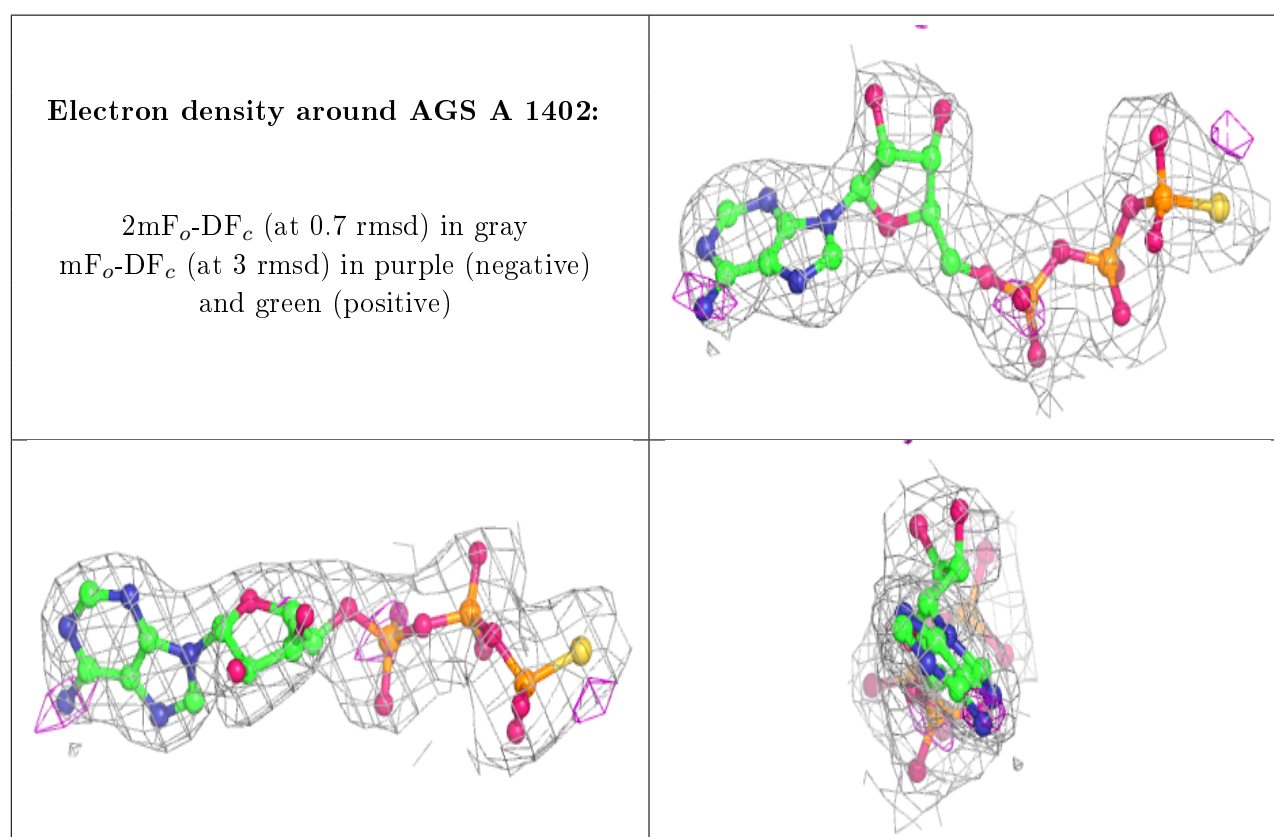 Electron density around AGS A 1402:
2mFo-DFc (at 0.7 rmsd) in gray
mFo-DFc (at 3 rmsd) in purple (negative)
and green (positive)